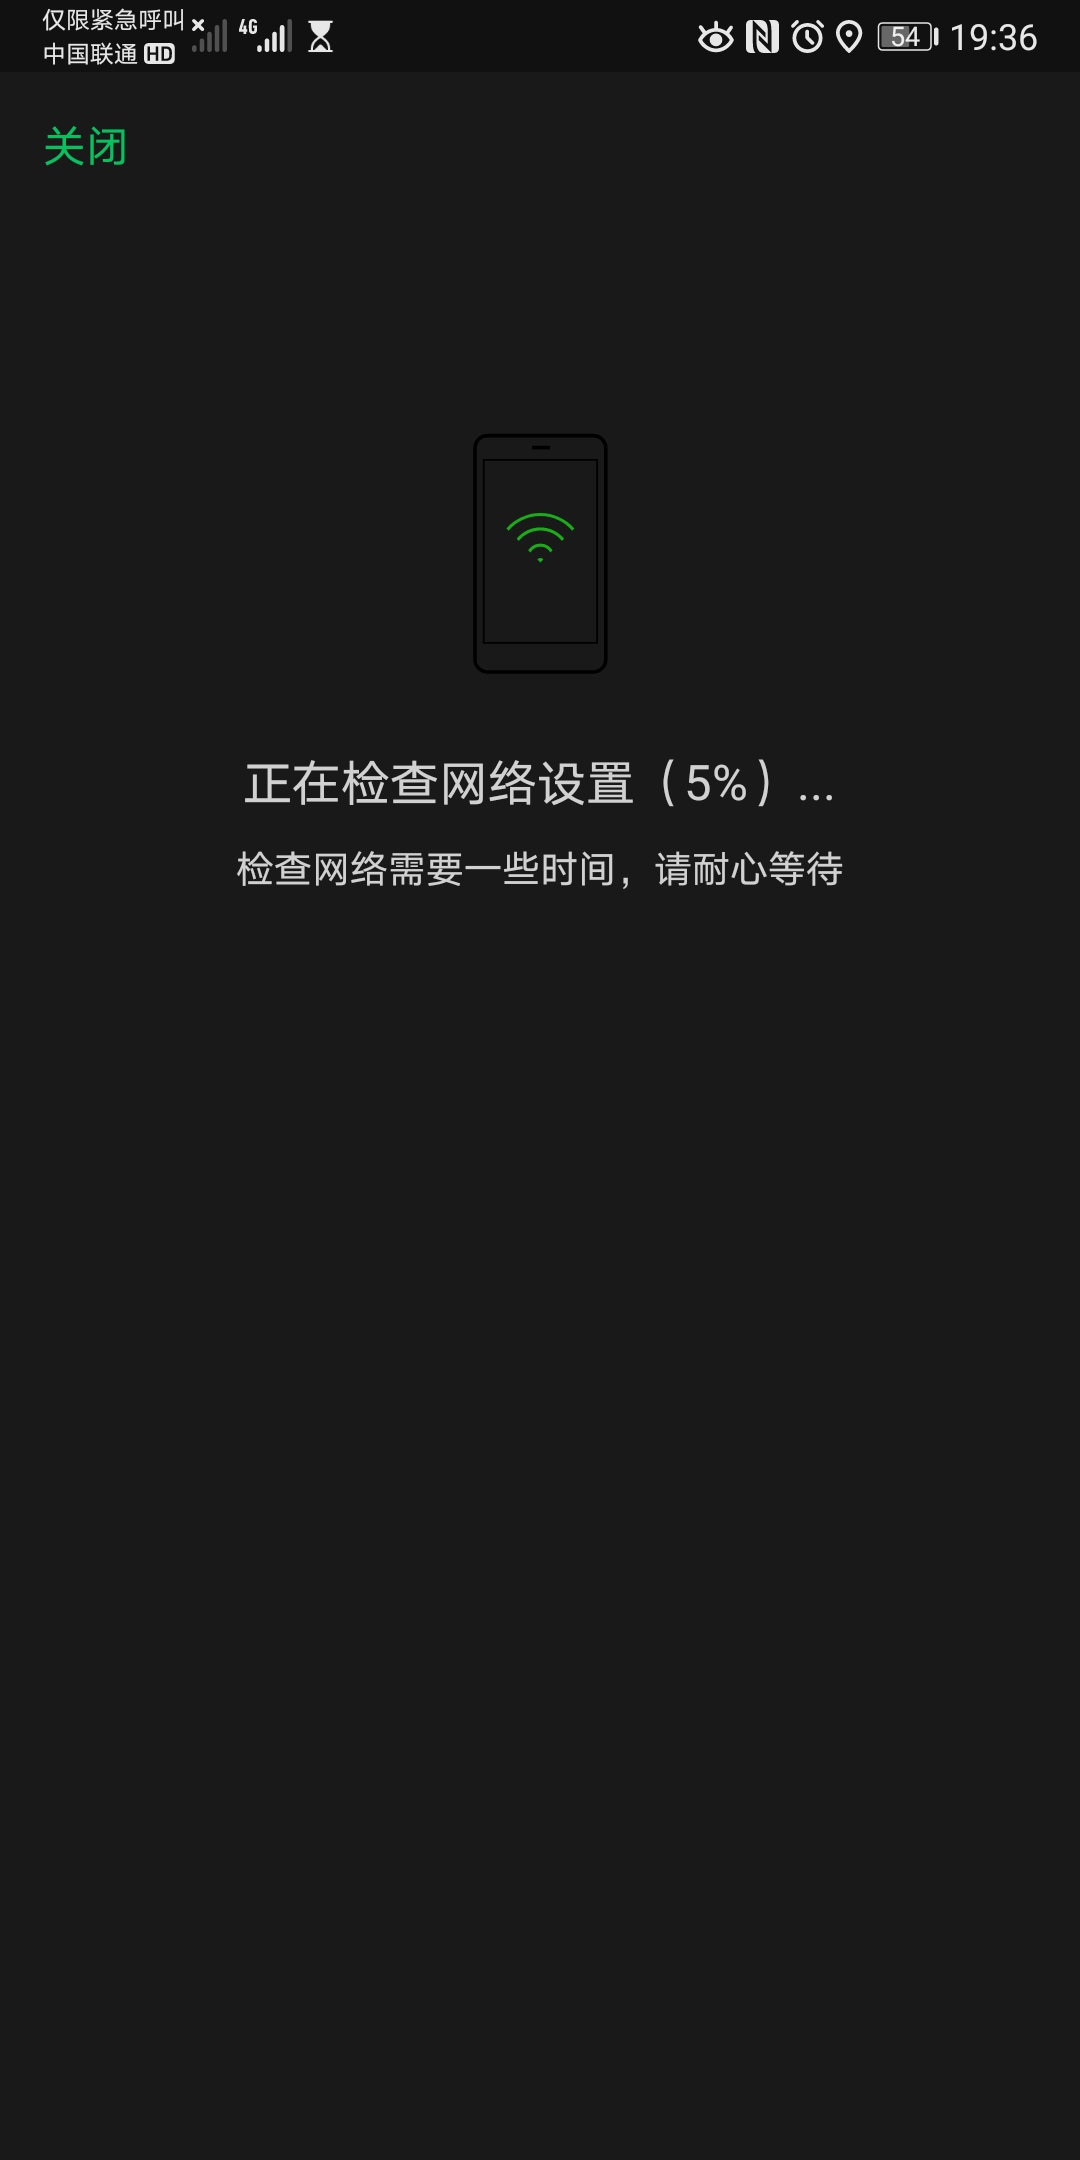 仅限紧急呼叫 4G
中国联通 HD
54 19:36
关闭
正在检查网络设置（5%）...
检查网络需要一些时间，请耐心等待